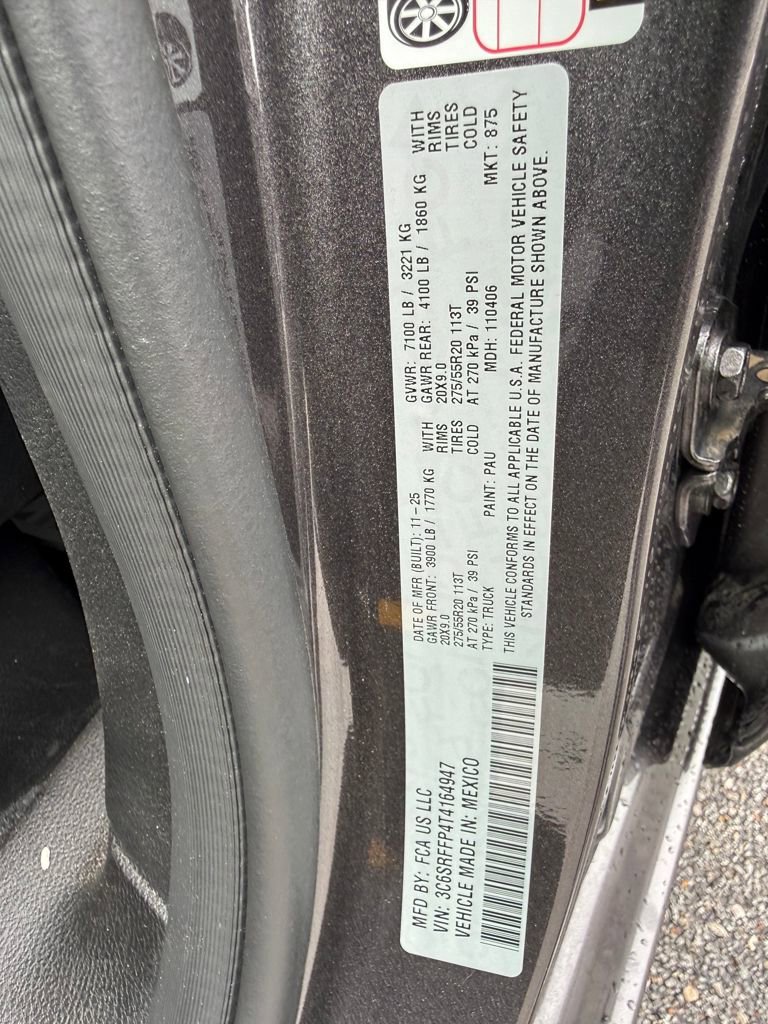 MFD BY: FCA US LLC
VIN: 3C6SRFFP4T4164947
VEHICLE MADE IN: MEXICO
DATE OF MFR (BUILT): 11-25 GVWR: 7100 LB / 3221 KG
GAWR FRONT: 3900 LB / 1770 KG WITH GAWR REAR: 4100 LB / 1860 KG WITH
20X9.0 RIMS 20X9.0 RIMS
275/55R20 113T TIRES 275/55R20 113T TIRES
AT 270 kPa / 39 PSI COLD AT 270 kPa / 39 PSI COLD
TYPE: TRUCK PAINT: PAU MDH: 110406 MKT: 875
THIS VEHICLE CONFORMS TO ALL APPLICABLE U.S.A. FEDERAL MOTOR VEHICLE SAFETY
STANDARDS IN EFFECT ON THE DATE OF MANUFACTURE SHOWN ABOVE.